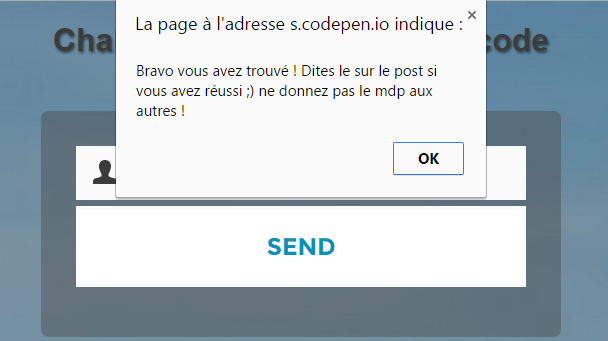 La page à l'adresse s.codepen.io indique :
Cha code
Bravo vous avez trouvé ! Dites le sur le post si
vous avez réussi ;) ne donnez pas le mdp aux
autres !
OK
SEND